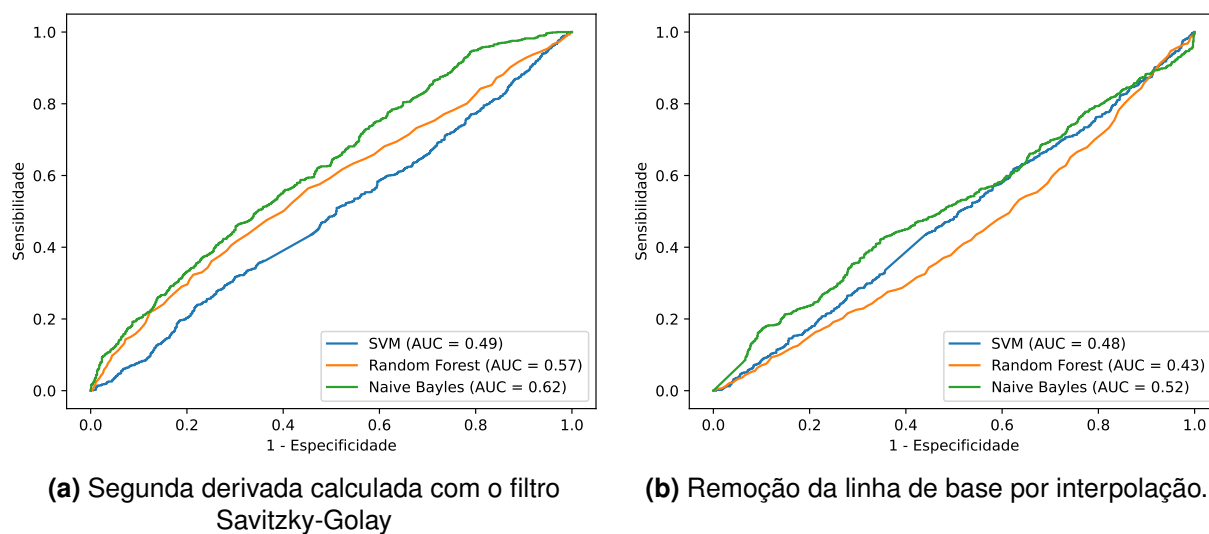 1.0
0.8
0.6
0.4
0.2
0.0
Sensibilidade
0.0 0.2 0.4 0.6 0.8 1.0
1 - Especificidade
SVM (AUC = 0.49)
Random Forest (AUC = 0.57)
Naive Bayles (AUC = 0.62)
(a) Segunda derivada calculada com o filtro
Savitzky-Golay
1.0
0.8
0.6
0.4
0.2
0.0
Sensibilidade
0.0 0.2 0.4 0.6 0.8 1.0
1 - Especificidade
SVM (AUC = 0.48)
Random Forest (AUC = 0.43)
Naive Bayles (AUC = 0.52)
(b) Remoção da linha de base por interpolação.